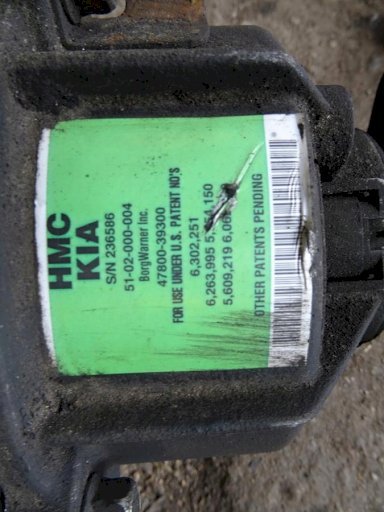 HMC
KIA
S/N 236586
51-02-000-004
BorgWarner Inc.
47800-39300
FOR USE UNDER U.S. PATENT NO'S
6,302,251
6,263,995 150
5,609,219
OTHER PATENTS PENDING